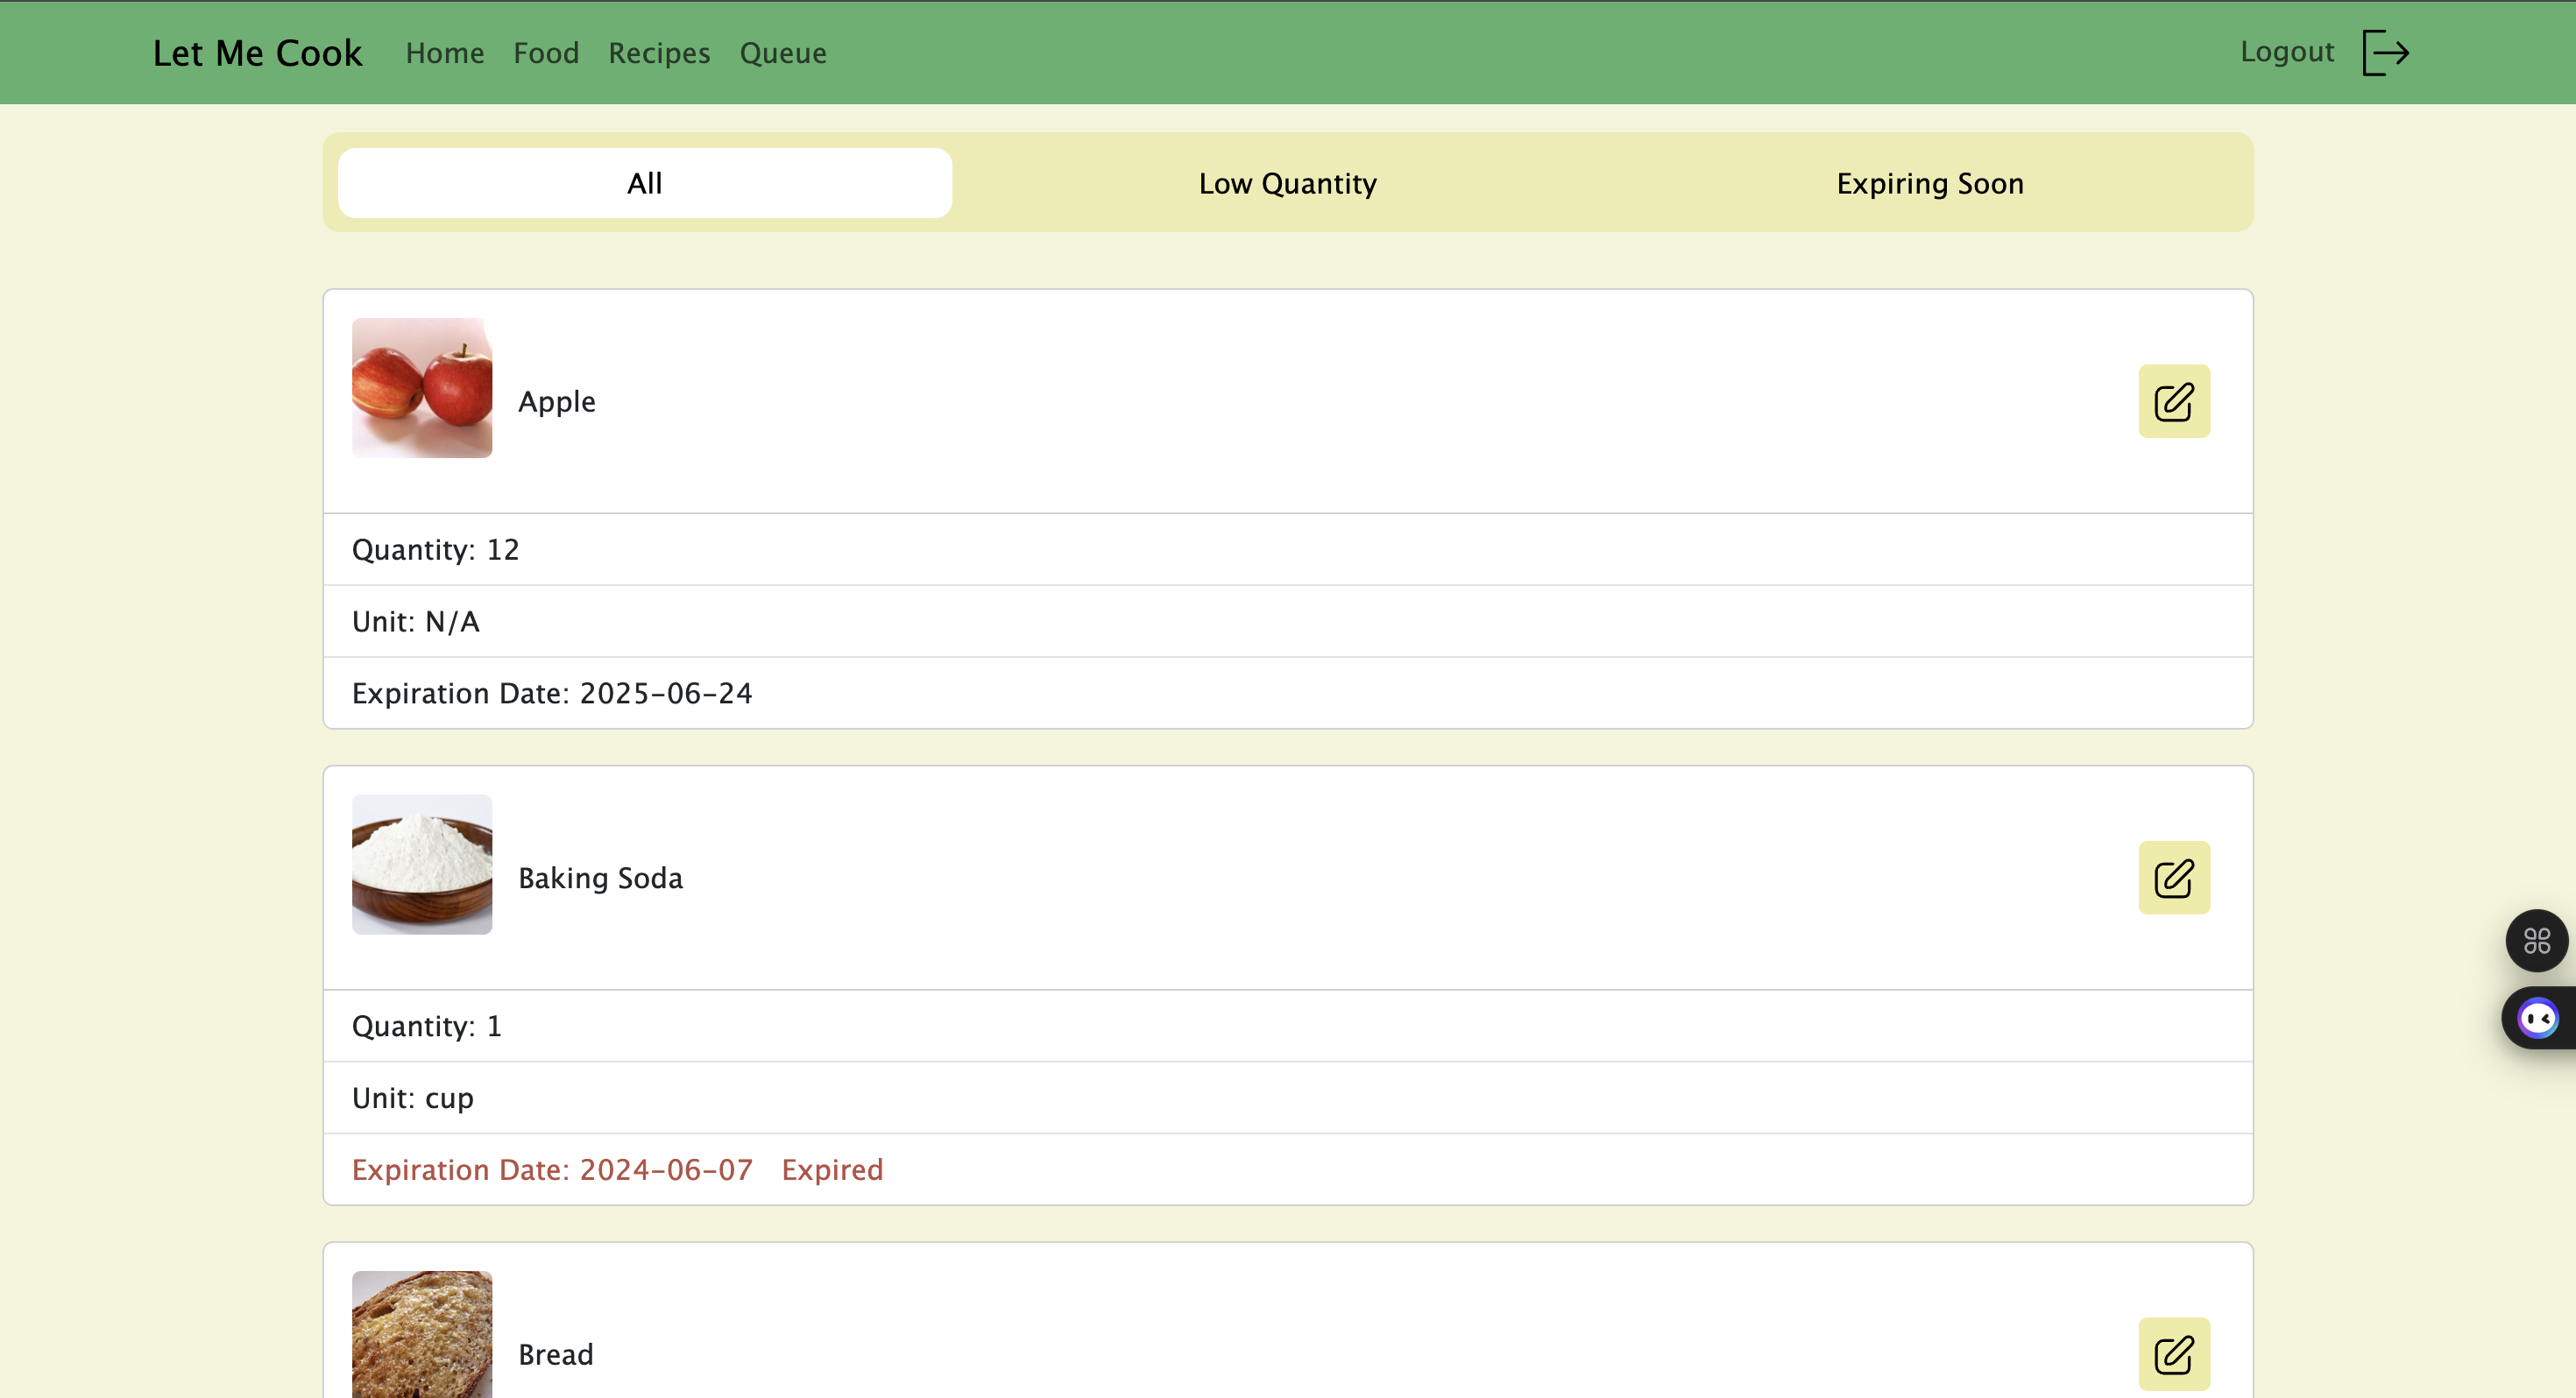 Let Me Cook Home Food Recipes Queue Logout
All Low Quantity Expiring Soon
Apple
Quantity: 12
Unit: N/A
Expiration Date: 2025-06-24
Baking Soda
Quantity: 1
Unit: cup
Expiration Date: 2024-06-07 Expired
Bread